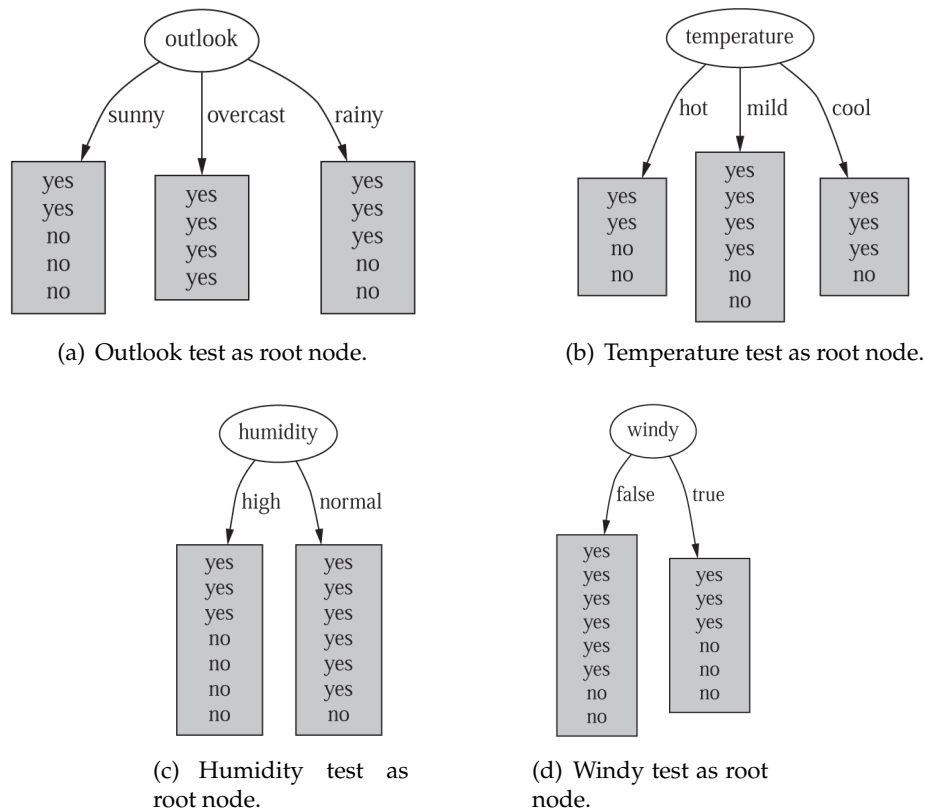 outlook
sunny
overcast
rainy
yes
yes
no
no
no
yes
yes
yes
yes
yes
yes
yes
no
no
(a) Outlook test as root node.
temperature
hot
mild
cool
yes
yes
no
no
yes
yes
yes
yes
no
no
yes
yes
yes
no
(b) Temperature test as root node.
humidity
high
normal
yes
yes
yes
no
no
no
no
yes
yes
yes
yes
yes
yes
no
(c) Humidity test as
root node.
windy
false
true
yes
yes
yes
yes
yes
yes
no
no
yes
yes
yes
no
no
no
(d) Windy test as root
node.